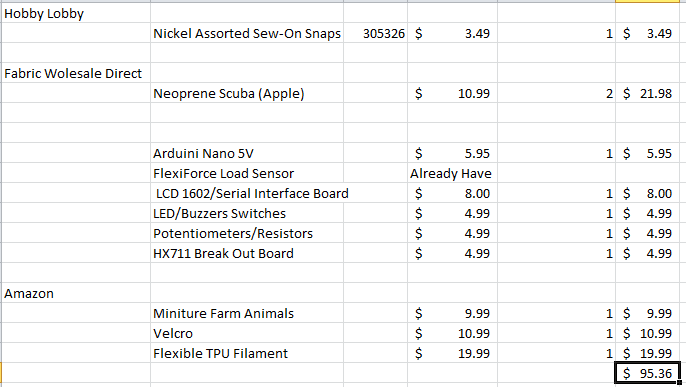 Hobby Lobby
Nickel Assorted Sew-On Snaps 305326 $ 3.49 1 $ 3.49
Fabric Wolesale Direct
Neoprene Scuba (Apple) $ 10.99 2 $ 21.98
Arduini Nano 5V $ 5.95 1 $ 5.95
FlexiForce Load Sensor Already Have
LCD 1602/Serial Interface Board $ 8.00 1 $ 8.00
LED/Buzzers Switches $ 4.99 1 $ 4.99
Potentiometers/Resistors $ 4.99 1 $ 4.99
HX711 Break Out Board $ 4.99 1 $ 4.99
Amazon
Miniture Farm Animals $ 9.99 1 $ 9.99
Velcro $ 10.99 1 $ 10.99
Flexible TPU Filament $ 19.99 1 $ 19.99
$ 95.36